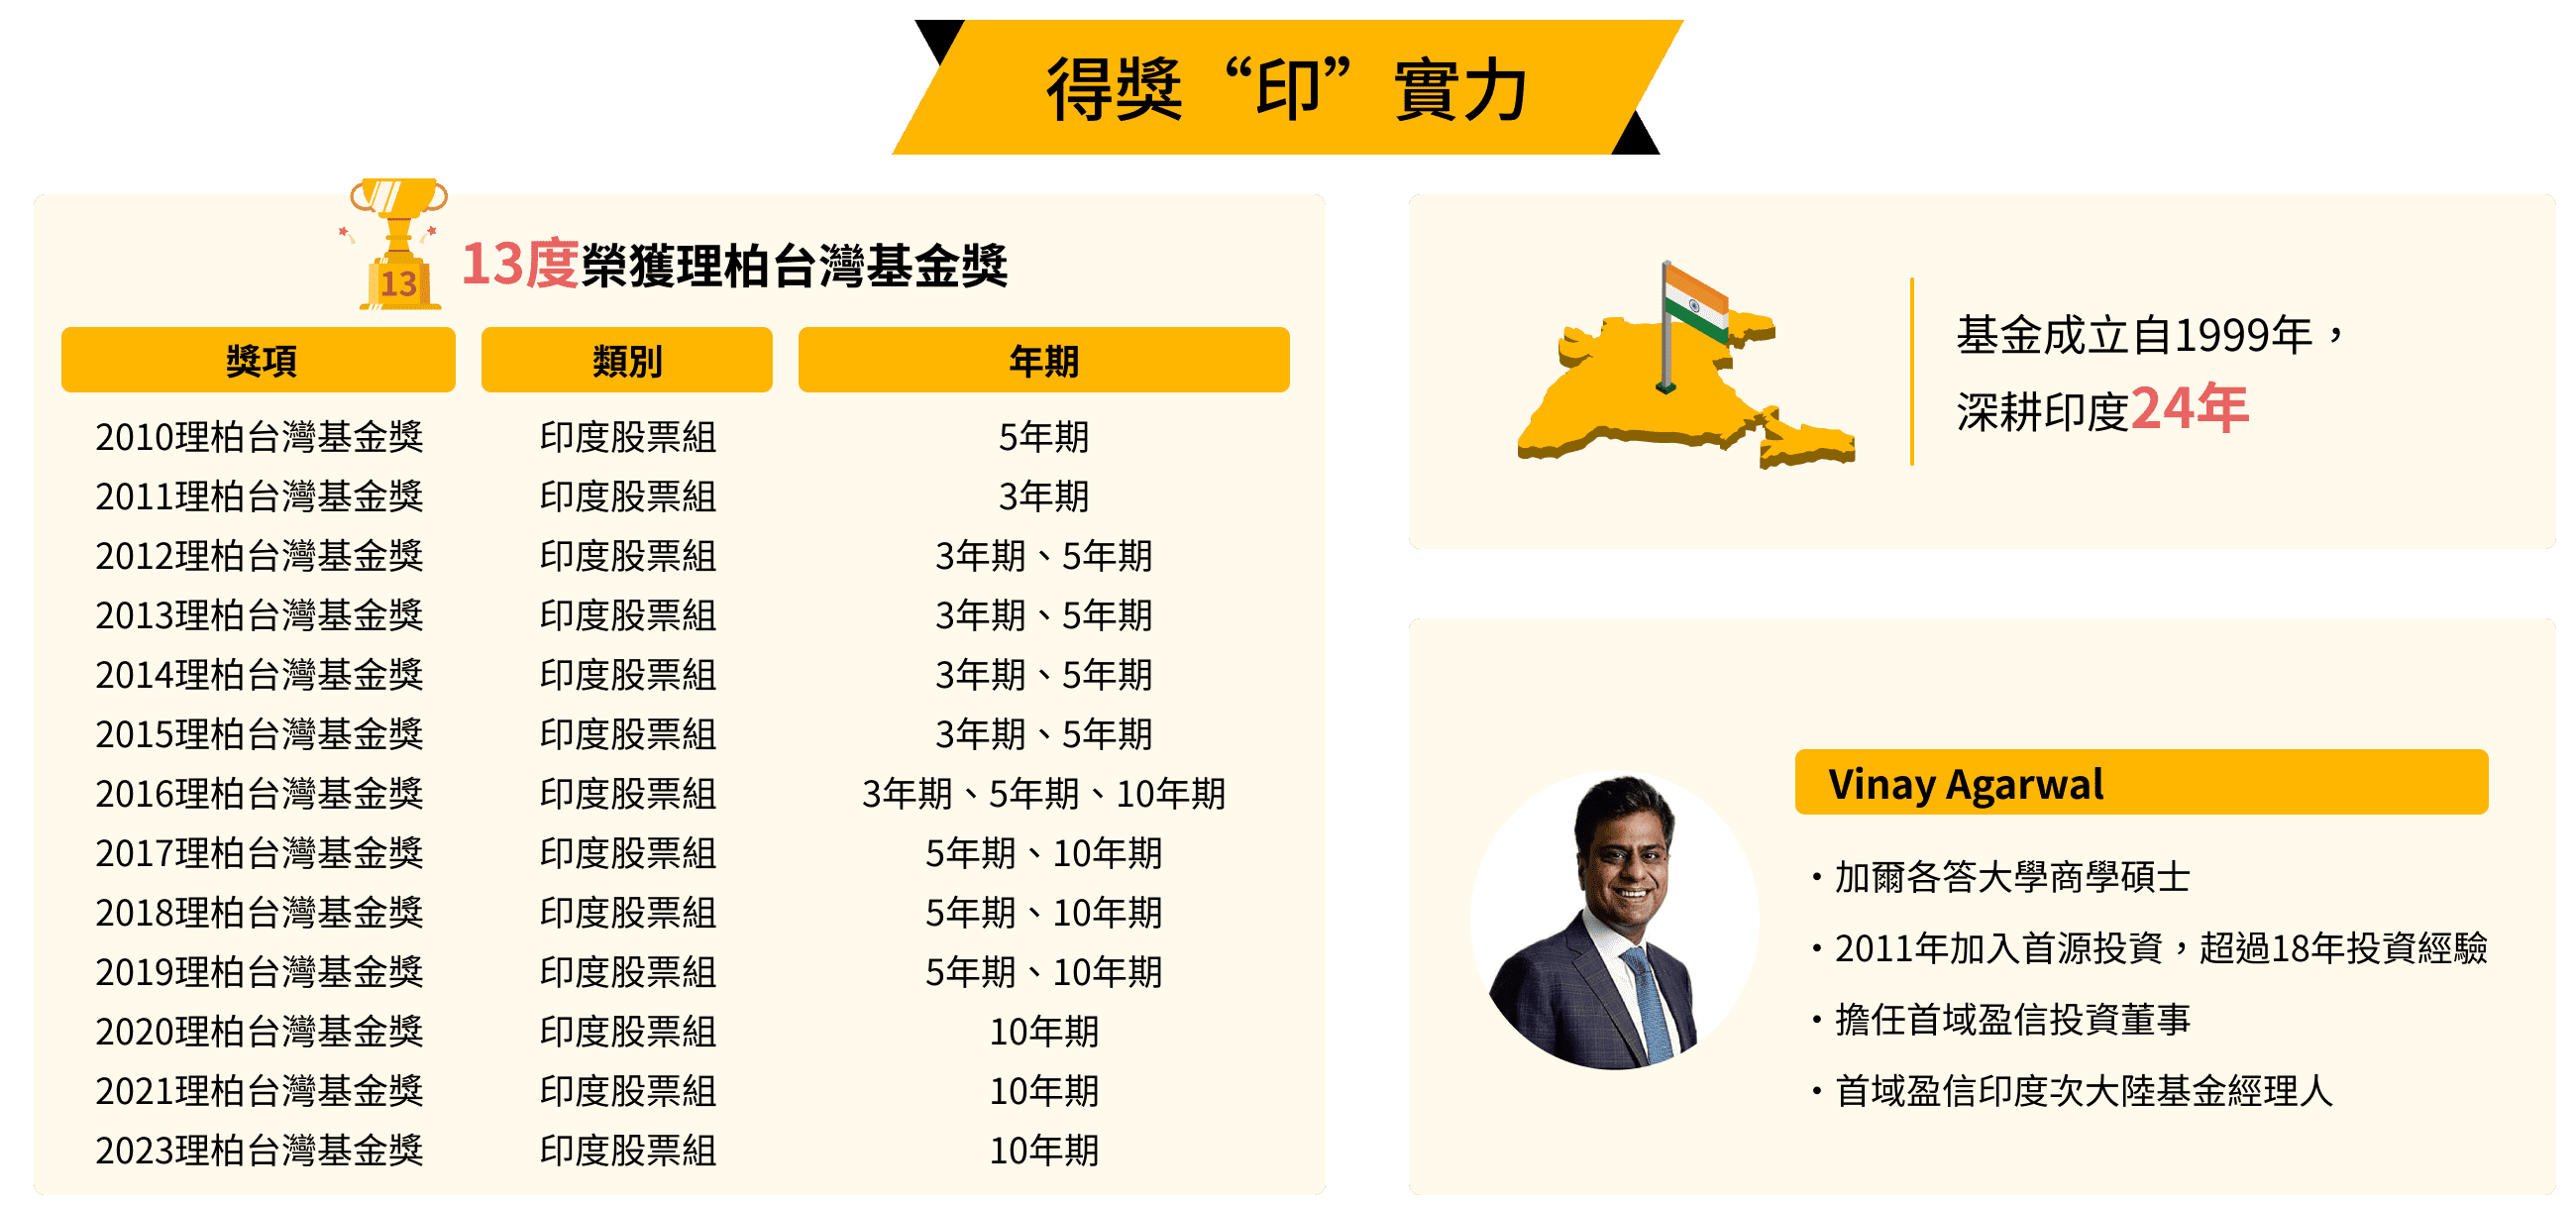 得獎“印”實力
13
13度榮獲理柏台灣基金獎
獎項 類別 年期
2010理柏台灣基金獎 印度股票組 5年期
2011理柏台灣基金獎 印度股票組 3年期
2012理柏台灣基金獎 印度股票組 3年期、5年期
2013理柏台灣基金獎 印度股票組 3年期、5年期
2014理柏台灣基金獎 印度股票組 3年期、5年期
2015理柏台灣基金獎 印度股票組 3年期、5年期
2016理柏台灣基金獎 印度股票組 3年期、5年期、10年期
2017理柏台灣基金獎 印度股票組 5年期、10年期
2018理柏台灣基金獎 印度股票組 5年期、10年期
2019理柏台灣基金獎 印度股票組 5年期、10年期
2020理柏台灣基金獎 印度股票組 10年期
2021理柏台灣基金獎 印度股票組 10年期
2023理柏台灣基金獎 印度股票組 10年期
基金成立自1999年，
深耕印度24年
Vinay Agarwal
・加爾各答大學商學碩士
・2011年加入首源投資，超過18年投資經驗
・擔任首域盈信投資董事
・首域盈信印度次大陸基金經理人